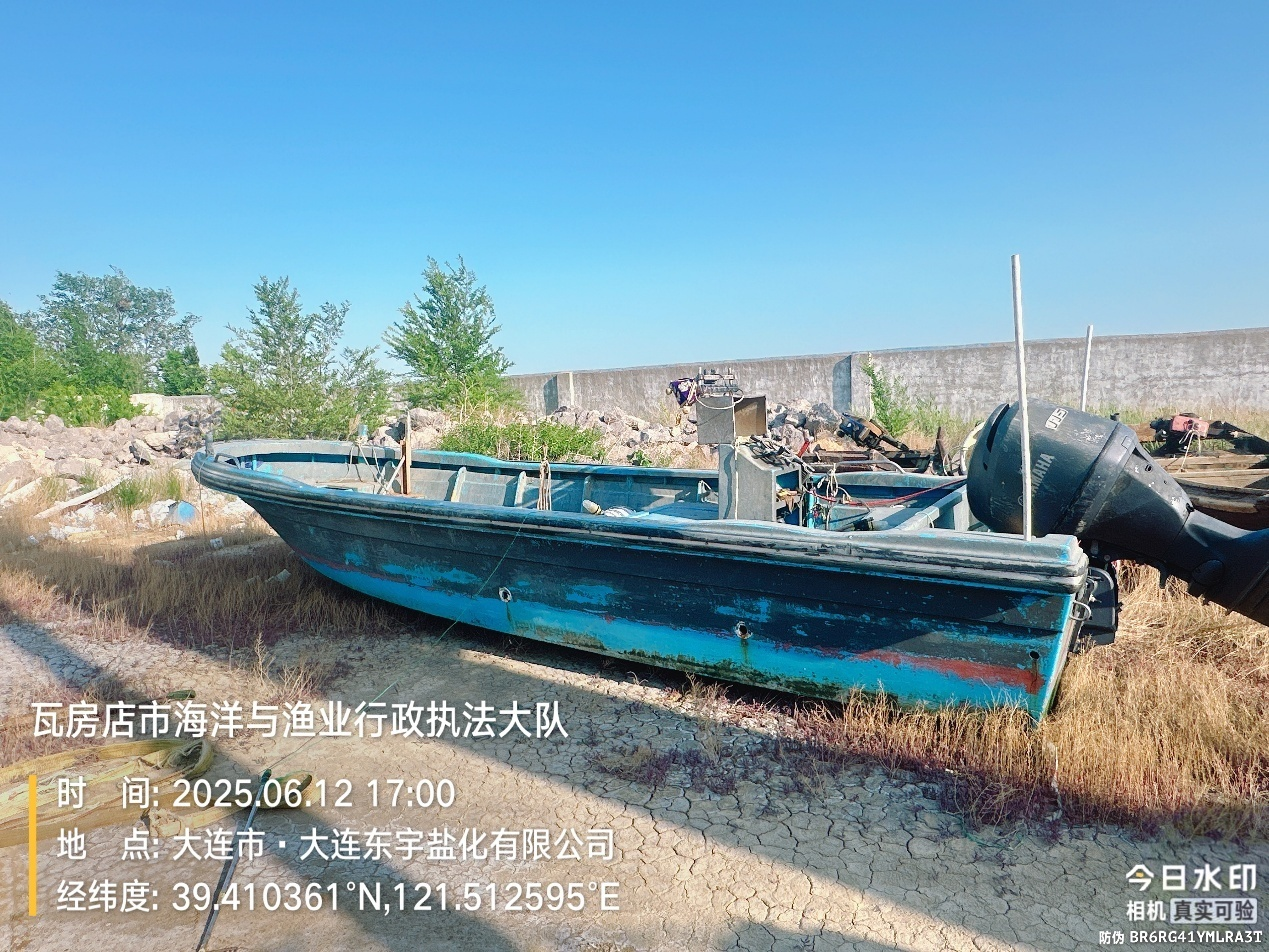 YAMAHA
瓦房店市海洋与渔业行政执法大队
时 间: 2025.06.12 17:00
地 点: 大连市·大连东宇盐化有限公司
经纬度: 39.410361°N,121.512595°E
今日水印
相机 真实可验
防伪 BR6RG41YMLRA3T